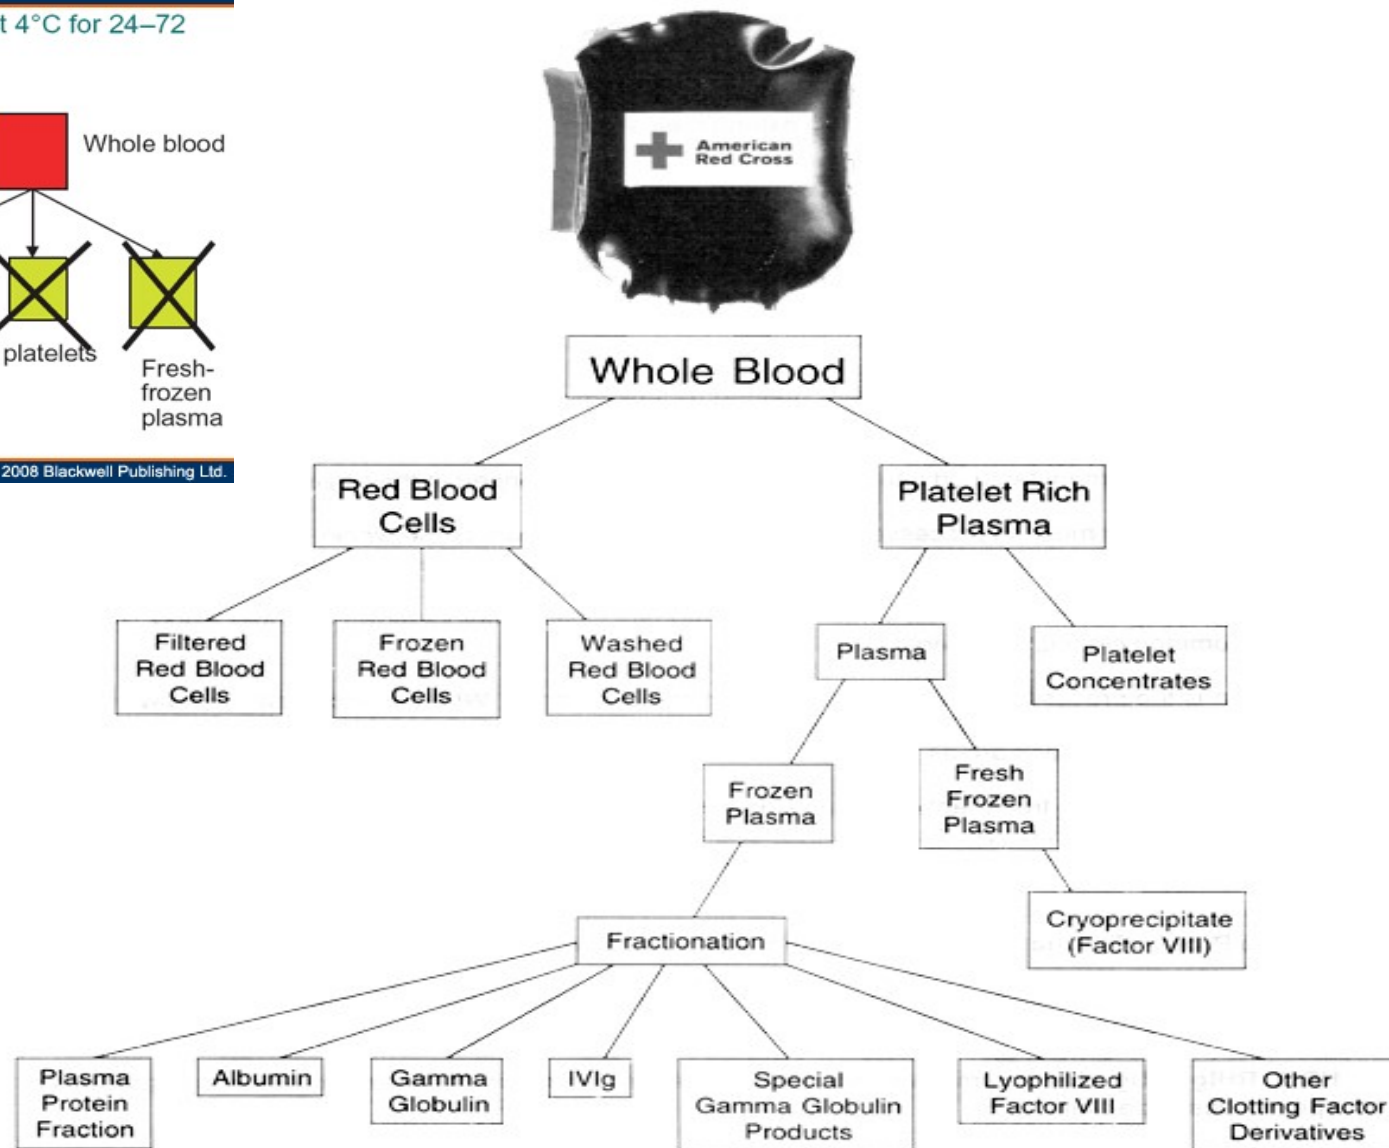 t 4°C for 24–72
Whole blood
platelets
Fresh-
frozen
plasma
2008 Blackwell Publishing Ltd.
American
Red Cross
Whole Blood
Red Blood
Cells
Platelet Rich
Plasma
Filtered
Red Blood
Cells
Frozen
Red Blood
Cells
Washed
Red Blood
Cells
Plasma
Platelet
Concentrates
Frozen
Plasma
Fresh
Frozen
Plasma
Cryoprecipitate
(Factor VIII)
Fractionation
Plasma
Protein
Fraction
Albumin
Gamma
Globulin
IVIg
Special
Gamma Globulin
Products
Lyophilized
Factor VIII
Other
Clotting Factor
Derivatives